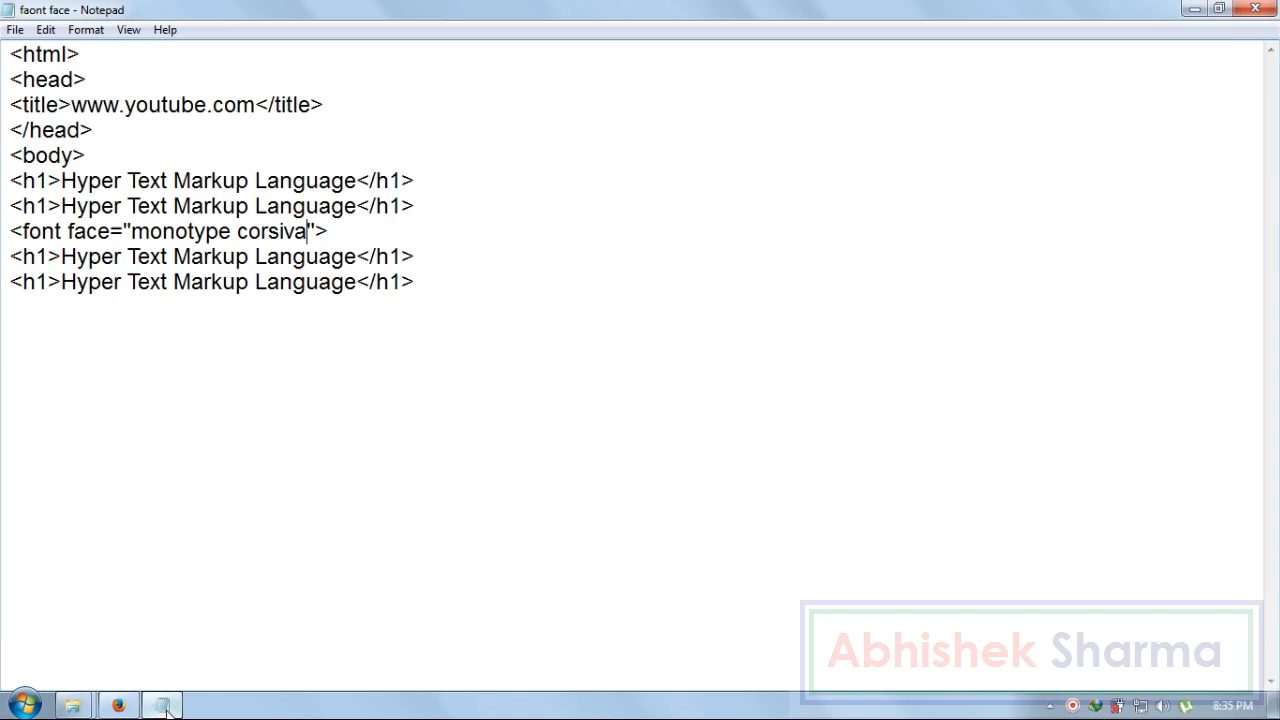 faont face - Notepad
File Edit Format View Help
<html>
<head>
<title>www.youtube.com</title>
</head>
<body>
<h1>Hyper Text Markup Language</h1>
<h1>Hyper Text Markup Language</h1>
<font face="monotype corsiva">
<h1>Hyper Text Markup Language</h1>
<h1>Hyper Text Markup Language</h1>
Abhishek Sharma
8:35 PM